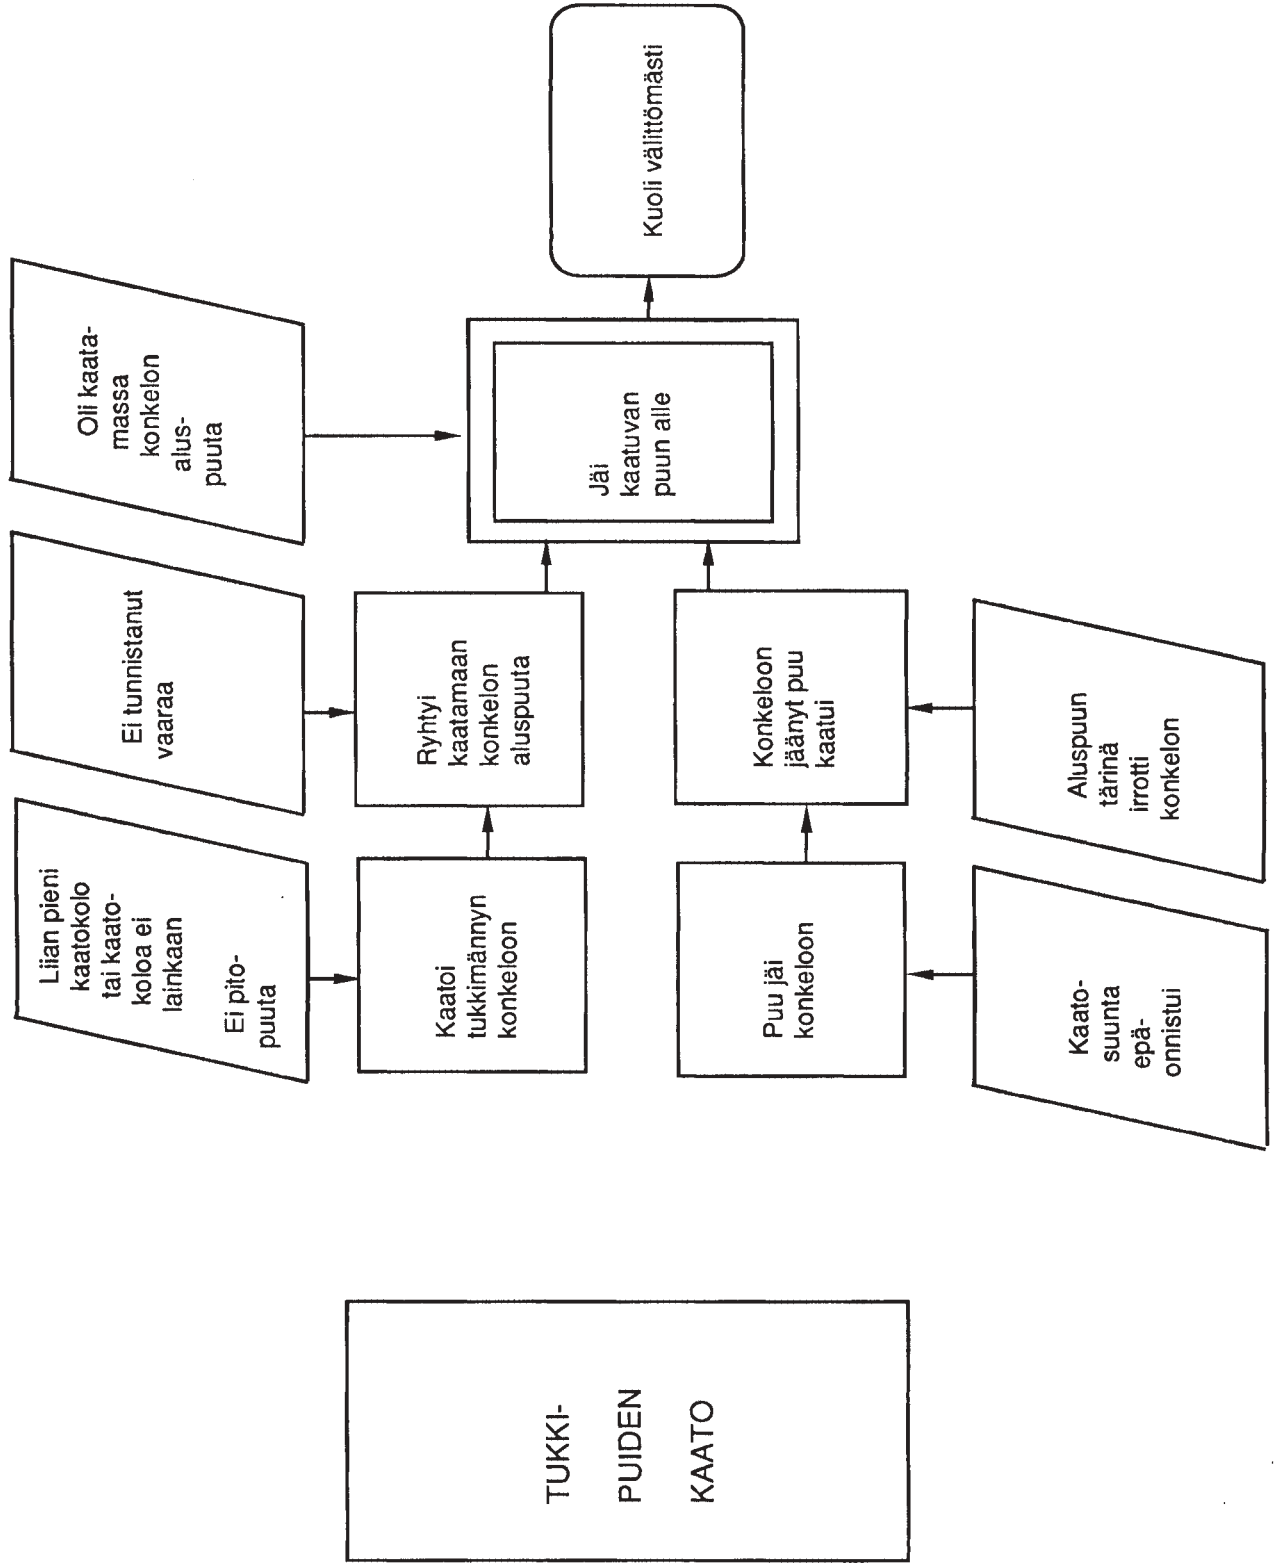 TUKKI-
PUIDEN
KAATO
Liian pieni
kaatokolo
tai kaato-
koloa ei
lainkaan
Ei pito-
puuta
Ei tunnistanut
vaaraa
Oli kaata-
massa
konkelon
alus-
puuta
Kaatoi
tukkimännyn
konkeloon
Ryhtyi
kaatamaan
konkelon
aluspuuta
Jäi
kaatuvan
puun alle
Kuoli välittömästi
Puu jäi
konkeloon
Konkeloon
jäänyt puu
kaatui
Kaato-
suunta
epä-
onnistui
Aluspuun
tärinä
irrotti
konkelon